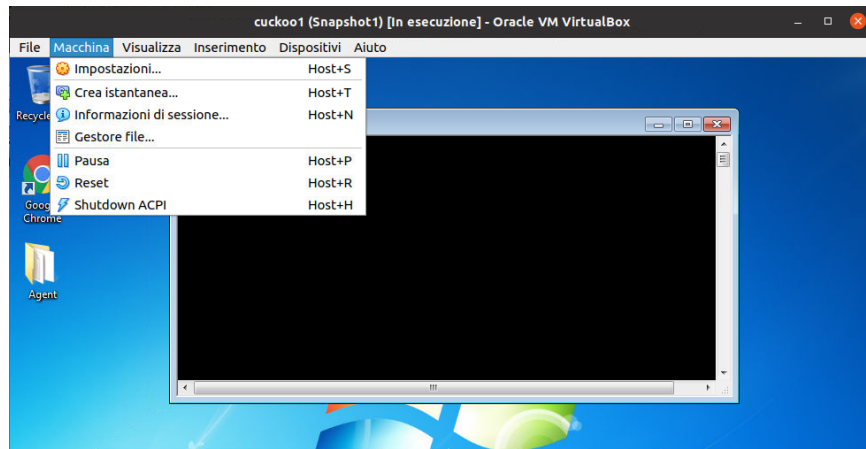 cuckoo1 (Snapshot1) [In esecuzione] - Oracle VM VirtualBox
File Macchina Visualizza Inserimento Dispositivi Aiuto
Impostazioni... Host+S
Crea istantanea... Host+T
Informazioni di sessione... Host+N
Gestore file...
Pausa Host+P
Reset Host+R
Shutdown ACPI Host+H
Recycle
Goog
Chrome
Agent